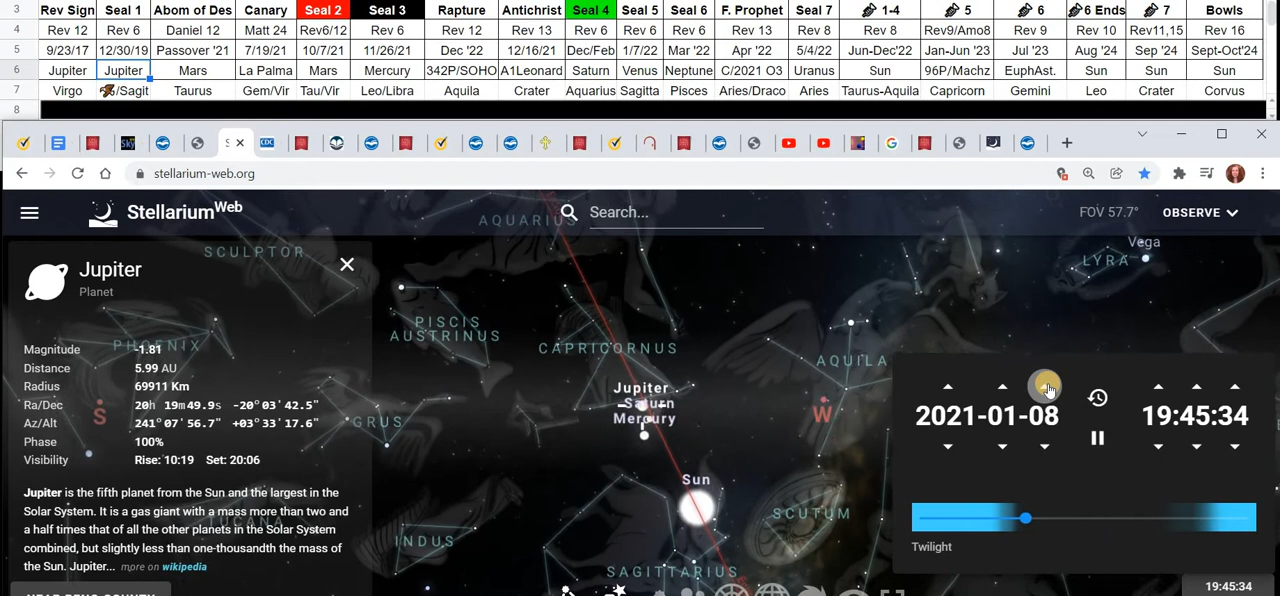 3 Rev Sign Seal 1 Abom of Des Canary Seal 2 Seal 3 Rapture Antichrist Seal 4 Seal 5 Seal 6 F. Prophet Seal 7 1-4 5 6 6 Ends 7 Bowls
4 Rev 12 Rev 6 Daniel 12 Matt 24 Rev6/12 Rev 6 Rev 12 Rev 13 Rev 6 Rev 6 Rev 6 Rev 13 Rev 8 Rev 8 Rev9/Amo8 Rev 9 Rev 10 Rev11,15 Rev 16
5 9/23/17 12/30/19 Passover '21 7/19/21 10/7/21 11/26/21 Dec '22 12/16/21 Dec/Feb 1/7/22 Mar '22 Apr '22 5/4/22 Jun-Dec'22 Jan-Jun '23 Jul '23 Aug '24 Sep '24 Sept-Oct'24
6 Jupiter Jupiter Mars La Palma Mars Mercury 342P/SOHO A1Leonard Saturn Venus Neptune C/2021 O3 Uranus Sun 96P/Machz EuphAst. Sun Sun Sun
7 Virgo /Sagit Taurus Gem/Vir Tau/Vir Leo/Libra Aquila Crater Aquarius Sagitta Pisces Aries/Draco Aries Taurus-Aquila Capricorn Gemini Leo Crater Corvus
8
S
CDC
stellarium-web.org
StellariumWeb
Search...
FOV 57.7°
OBSERVE
AQUARIUS
SCULPTOR
Vega
LYRA
Jupiter
Planet
PISCIS
AUSTRINUS
PHOENIX
CAPRICORNUS
AQUILA
Magnitude -1.81
Distance 5.99 AU
Radius 69911 Km
Ra/Dec 20h 19m49.9s -20°03'42.5"
Az/Alt 241°07'56.7" +03°33'17.6"
Phase 100%
Visibility Rise: 10:19 Set: 20:06
S
GRUS
Jupiter
Saturn
Mercury
W
2021-01-08
19:45:34
Sun
SCUTUM
Jupiter is the fifth planet from the Sun and the largest in the
Solar System. It is a gas giant with a mass more than two and
a half times that of all the other planets in the Solar System
combined, but slightly less than one-thousandth the mass of
the Sun. Jupiter... more on wikipedia
TUCANA
INDUS
SAGITTARIUS
Twilight
19:45:34